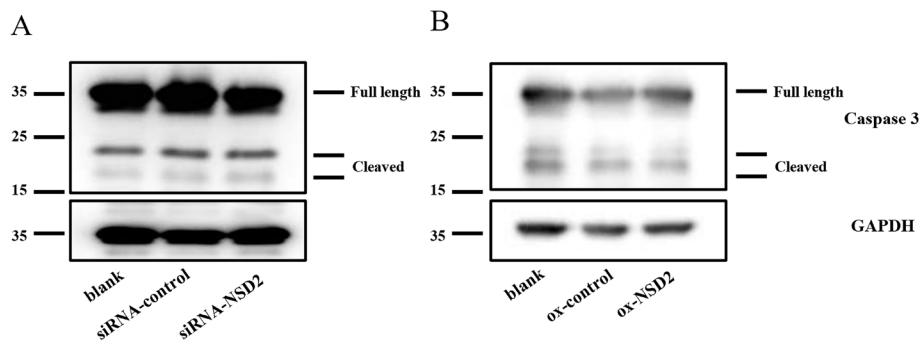 A
B
35
Full length
25
Cleaved
15
35
blank
siRNA-control
siRNA-NSD2
35
Full length
Caspase 3
25
Cleaved
15
35
GAPDH
blank
ox-control
ox-NSD2